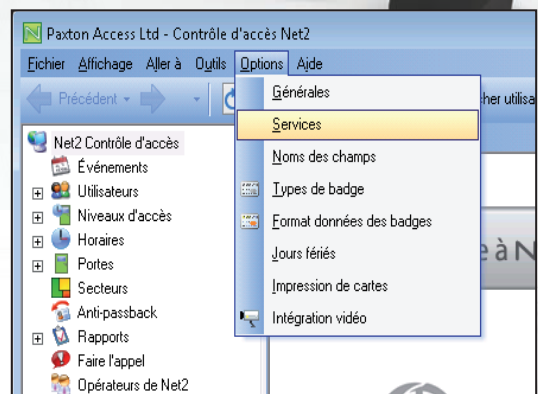 Paxton Access Ltd - Contrôle d'accès Net2
Fichier Affichage Aller à Outils Options Aide
Précédent
Générales
Services
Noms des champs
Types de badge
Format données des badges
Jours fériés
Impression de cartes
Intégration vidéo
Net2 Contrôle d'accès
Événements
Utilisateurs
Niveaux d'accès
Horaires
Portes
Secteurs
Anti-passback
Rapports
Faire l'appel
Opérateurs de Net2
cher utilisa
e à N